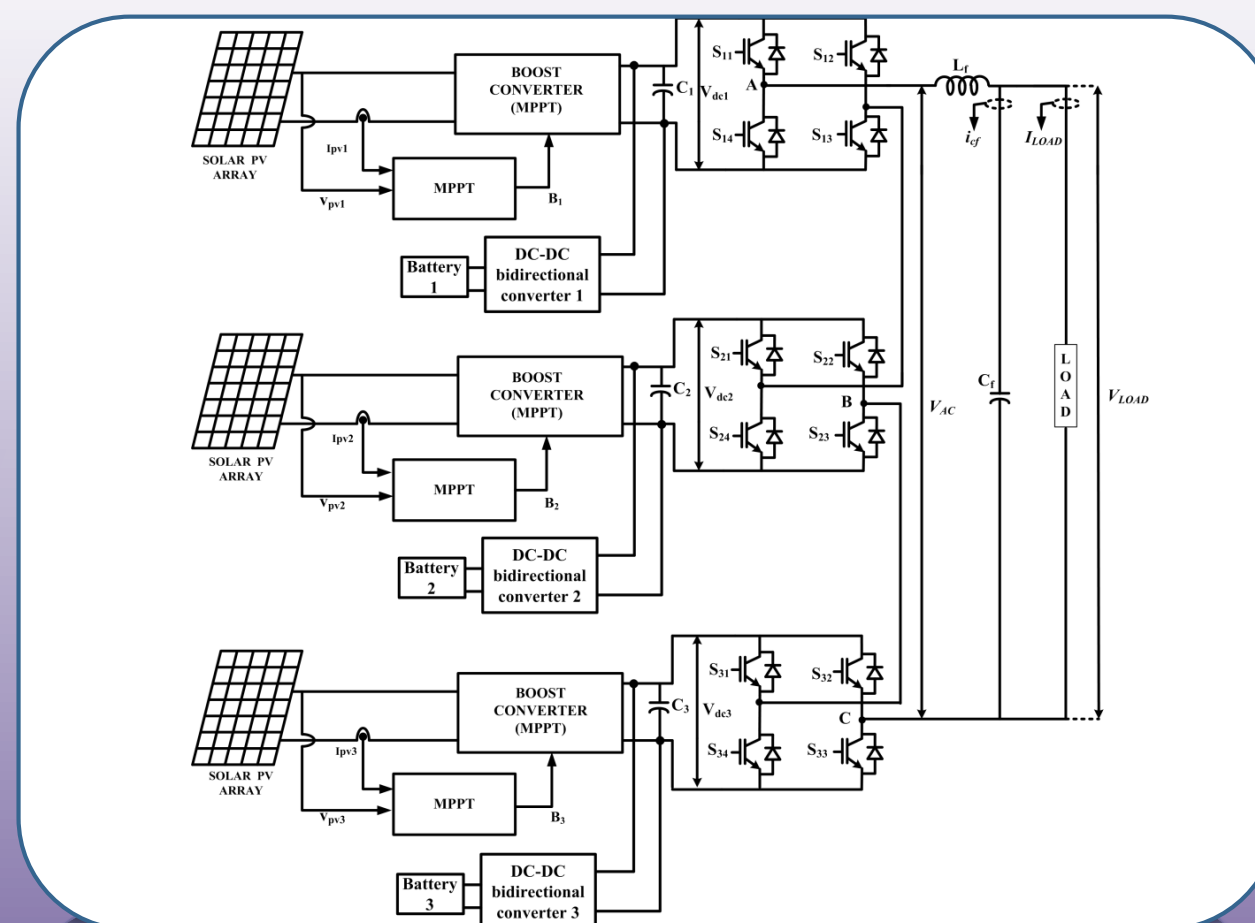 SOLAR PV
ARRAY
Ipv1
Vpv1
BOOST
CONVERTER
(MPPT)
MPPT
B1
Battery
1
DC-DC
bidirectional
converter 1
C1
Vdc1
S11
S12
A
S14
S13
Lf
icf
ILOAD
SOLAR PV
ARRAY
Ipv2
Vpv2
BOOST
CONVERTER
(MPPT)
MPPT
B2
Battery
2
DC-DC
bidirectional
converter 2
C2
Vdc2
S21
S22
B
S24
S23
VAC
Cf
L
O
A
D
VLOAD
SOLAR PV
ARRAY
Ipv3
Vpv3
BOOST
CONVERTER
(MPPT)
MPPT
B3
Battery
3
DC-DC
bidirectional
converter 3
C3
Vdc3
S31
S32
C
S34
S33